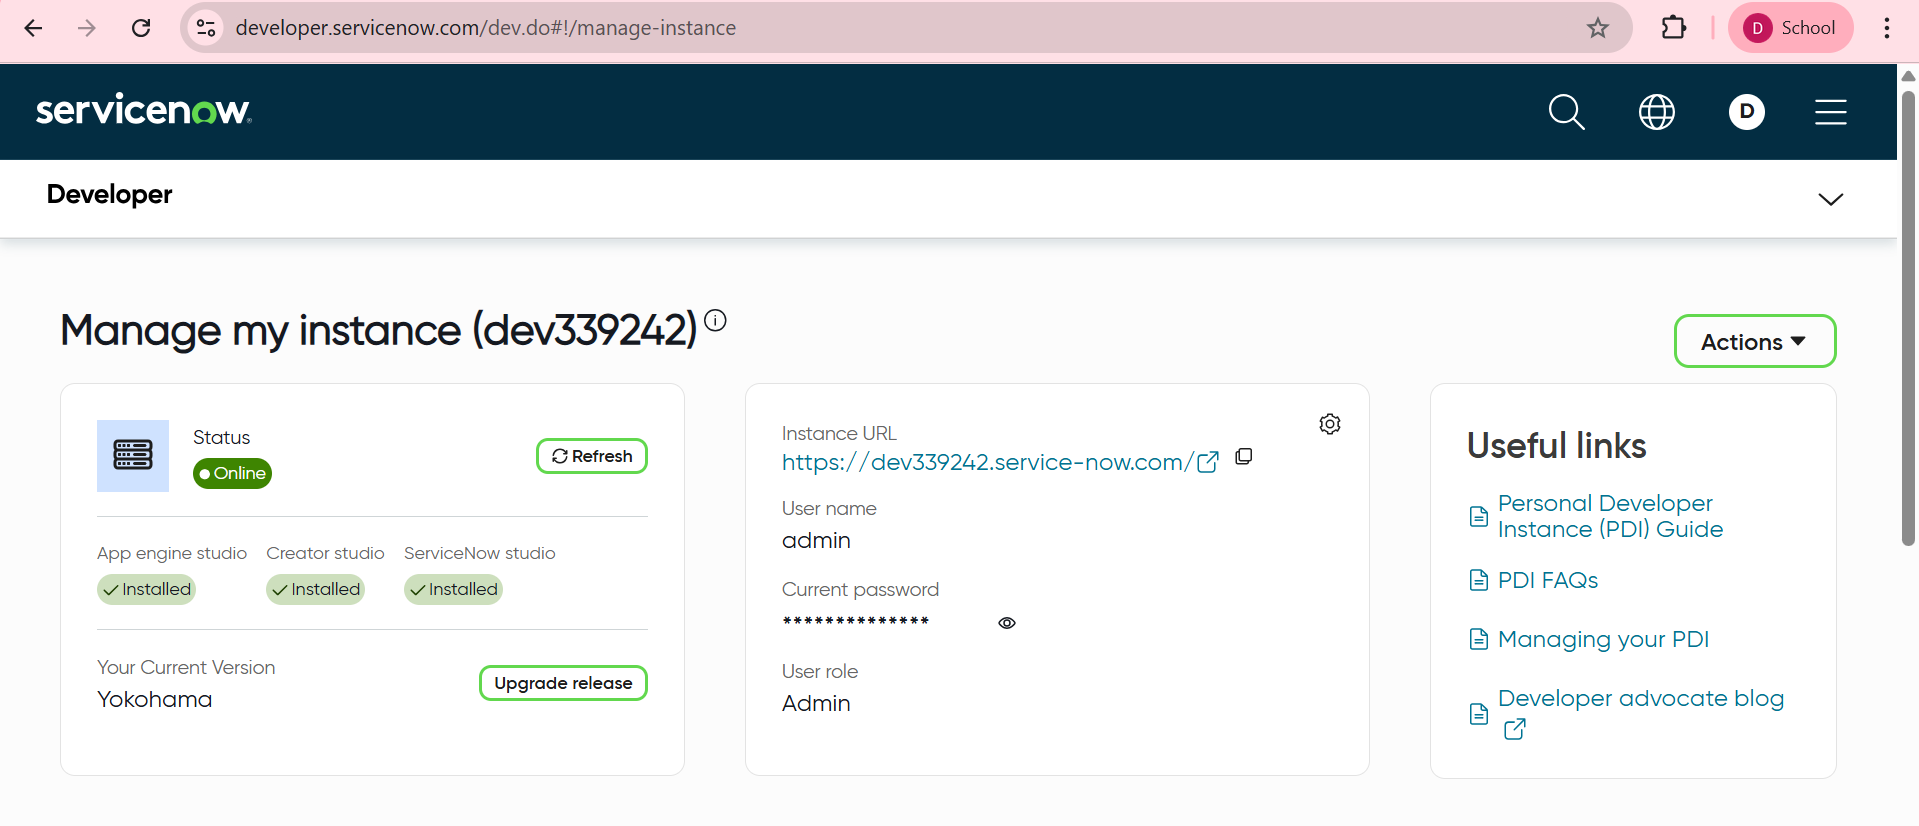 developer.servicenow.com/dev.do#!/manage-instance
D School
servicenow
D
Developer
Manage my instance (dev339242)
Actions
Status
Online
Refresh
App engine studio Creator studio ServiceNow studio
Installed Installed Installed
Your Current Version
Yokohama
Upgrade release
Instance URL
https://dev339242.service-now.com/
User name
admin
Current password
**************
User role
Admin
Useful links
Personal Developer
Instance (PDI) Guide
PDI FAQs
Managing your PDI
Developer advocate blog